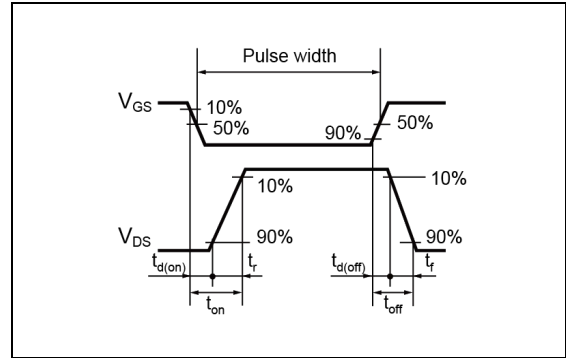 Pulse width
VGS
10%
50%
90%
50%
10%
10%
VDS
90%
90%
td(on)
tr
td(off)
tf
ton
toff